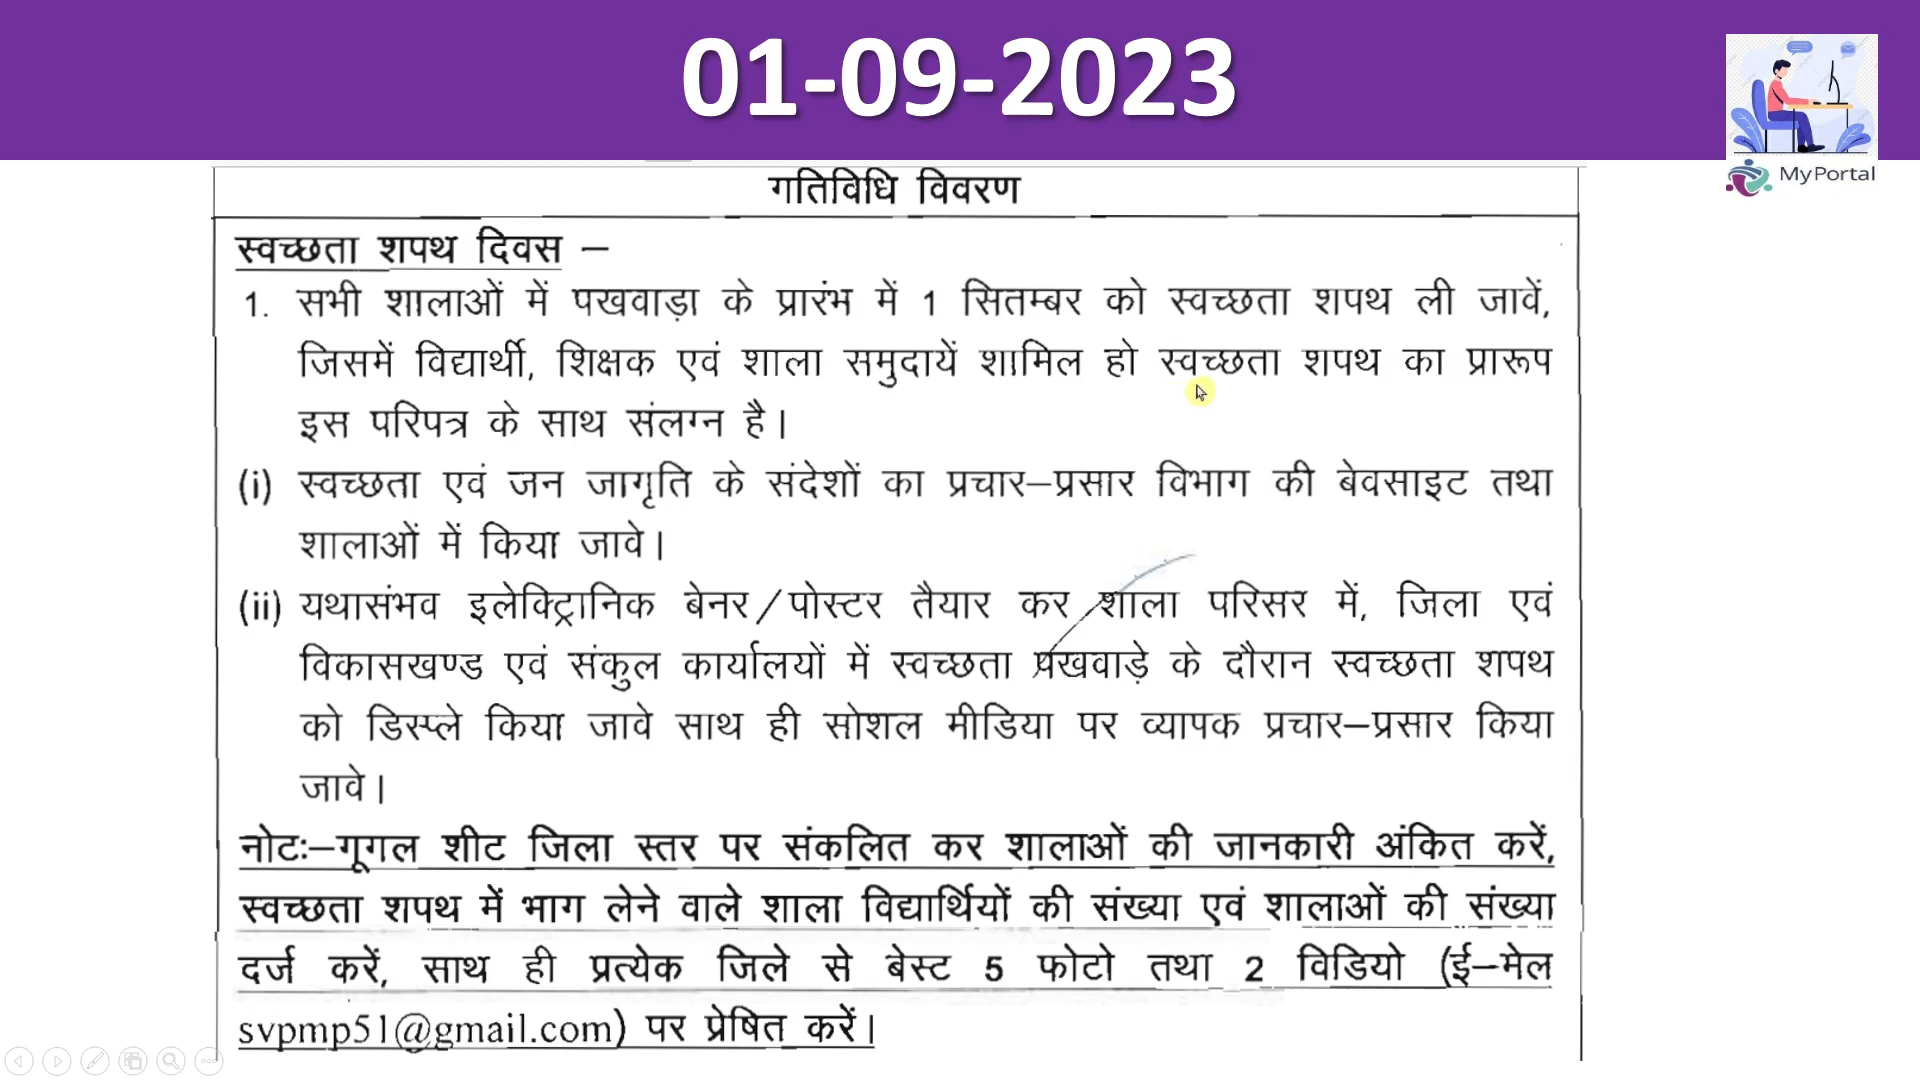 01-09-2023
MyPortal
गतिविधि विवरण
स्वच्छता शपथ दिवस –
1. सभी शालाओं में पखवाड़ा के प्रारंभ में 1 सितम्बर को स्वच्छता शपथ ली जावें,
जिसमें विद्यार्थी, शिक्षक एवं शाला समुदायें शामिल हो स्वच्छता शपथ का प्रारूप
इस परिपत्र के साथ संलग्न है।
(i) स्वच्छता एवं जन जागृति के संदेशों का प्रचार–प्रसार विभाग की बेवसाइट तथा
शालाओं में किया जावे।
(ii) यथासंभव इलेक्ट्रिानिक बेनर/पोस्टर तैयार कर शाला परिसर में, जिला एवं
विकासखण्ड एवं संकुल कार्यालयों में स्वच्छता पखवाड़े के दौरान स्वच्छता शपथ
को डिस्प्ले किया जावे साथ ही सोशल मीडिया पर व्यापक प्रचार–प्रसार किया
जावे।
नोटः–गूगल शीट जिला स्तर पर संकलित कर शालाओं की जानकारी अंकित करें,
स्वच्छता शपथ में भाग लेने वाले शाला विद्यार्थियों की संख्या एवं शालाओं की संख्या
दर्ज करें, साथ ही प्रत्येक जिले से बेस्ट 5 फोटो तथा 2 विडियो (ई–मेल
svpmp51@gmail.com) पर प्रेषित करें।